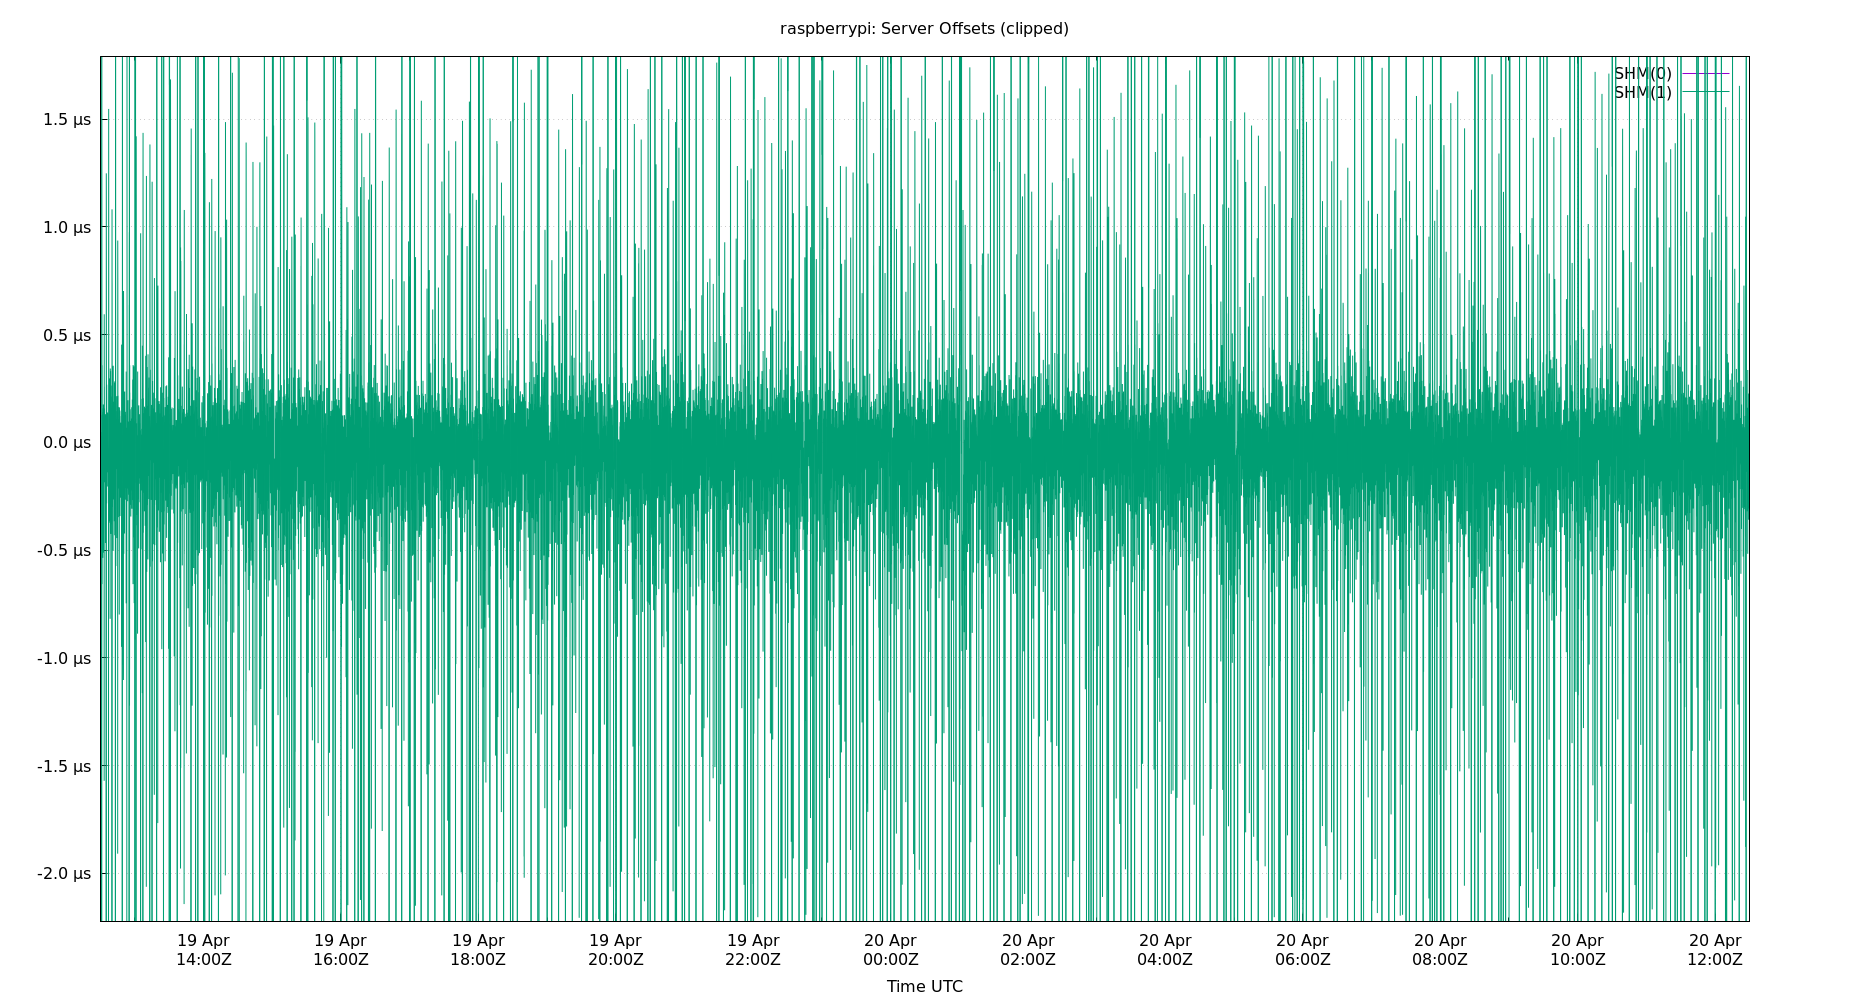 raspberrypi: Server Offsets (clipped)
SHM(0)
SHM(1)
1.5 µs
1.0 µs
0.5 µs
0.0 µs
-0.5 µs
-1.0 µs
-1.5 µs
-2.0 µs
19 Apr 19 Apr 19 Apr 19 Apr 19 Apr 20 Apr 20 Apr 20 Apr 20 Apr 20 Apr 20 Apr 20 Apr
14:00Z 16:00Z 18:00Z 20:00Z 22:00Z 00:00Z 02:00Z 04:00Z 06:00Z 08:00Z 10:00Z 12:00Z
Time UTC